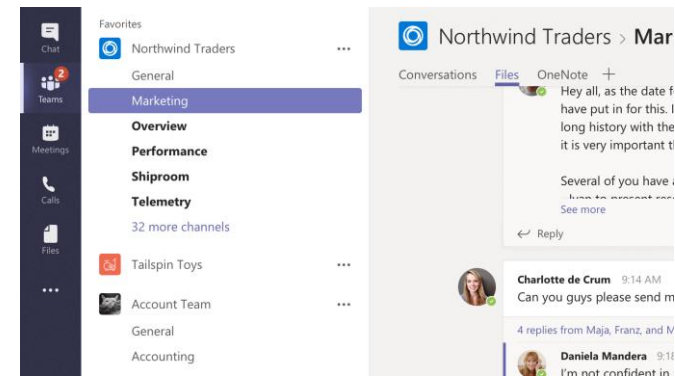 Chat
2
Teams
Meetings
Calls
Files
Favorites
Northwind Traders
General
Marketing
Overview
Performance
Shiproom
Telemetry
32 more channels
Tailspin Toys
Account Team
General
Accounting
Northwind Traders > Mar
Conversations Files OneNote +
Hey all, as the date f
have put in for this. I
long history with the
it is very important t
Several of you have a
See more
Reply
Charlotte de Crum 9:14 AM
Can you guys please send m
4 replies from Maja, Franz, and M
Daniela Mandera 9:18
I'm not confident in